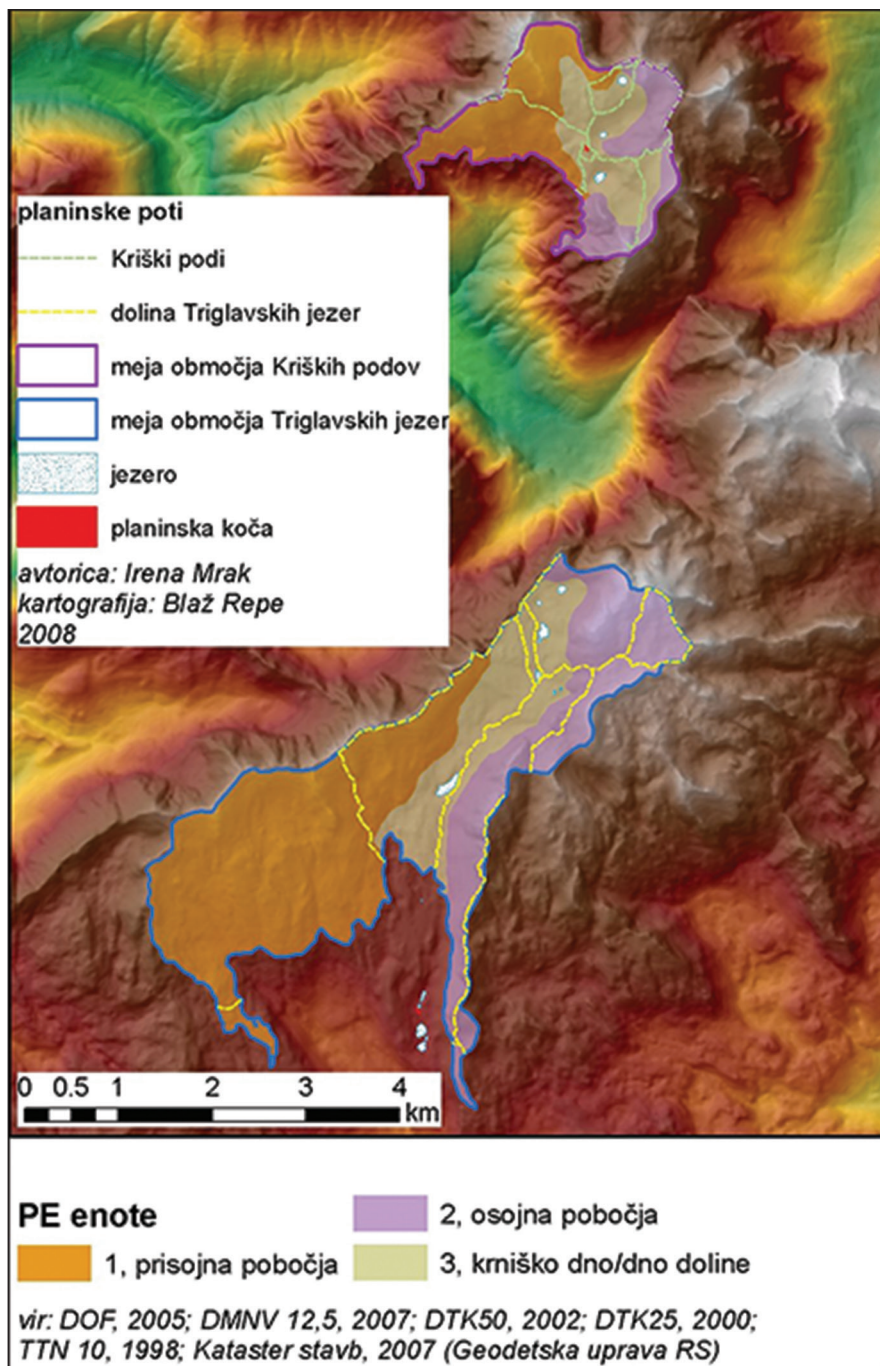 planinske poti
Kriški podi
dolina Triglavskih jezer
meja območja Kriških podov
meja območja Triglavskih jezer
jezero
planinska koča
avtorica: Irena Mrak
kartografija: Blaž Repe
2008
0 0.5 1 2 3 4
km
PE enote
1, prisojna pobočja
2, osojna pobočja
3, krniško dno/dno doline
vir: DOF, 2005; DMNV 12,5, 2007; DTK50, 2002; DTK25, 2000;
TTN 10, 1998; Kataster stavb, 2007 (Geodetska uprava RS)